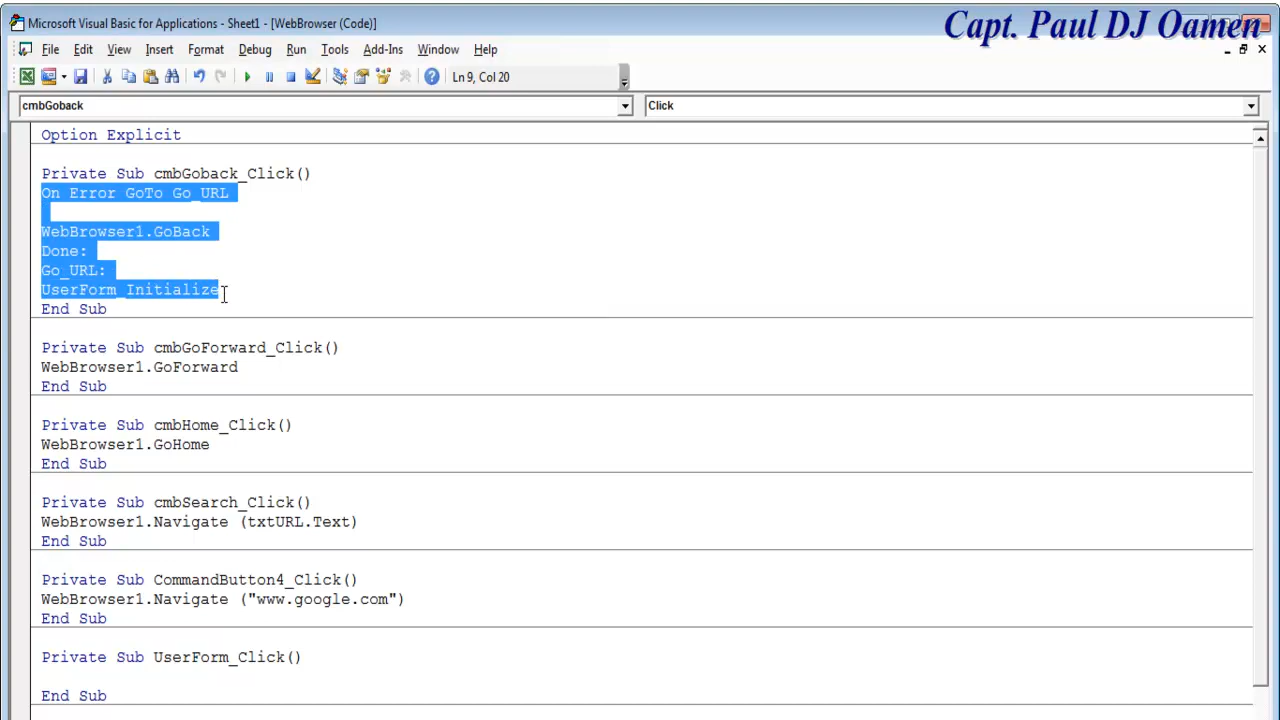 Microsoft Visual Basic for Applications - Sheet1 - [WebBrowser (Code)]
Capt. Paul DJ Oamen
File Edit View Insert Format Debug Run Tools Add-Ins Window Help
Ln 9, Col 20
cmbGoback Click
Option Explicit
Private Sub cmbGoback_Click()
On Error GoTo Go_URL
WebBrowser1.GoBack
Done:
Go_URL:
UserForm_Initialize
End Sub
Private Sub cmbGoForward_Click()
WebBrowser1.GoForward
End Sub
Private Sub cmbHome_Click()
WebBrowser1.GoHome
End Sub
Private Sub cmbSearch_Click()
WebBrowser1.Navigate (txtURL.Text)
End Sub
Private Sub CommandButton4_Click()
WebBrowser1.Navigate ("www.google.com")
End Sub
Private Sub UserForm_Click()
End Sub